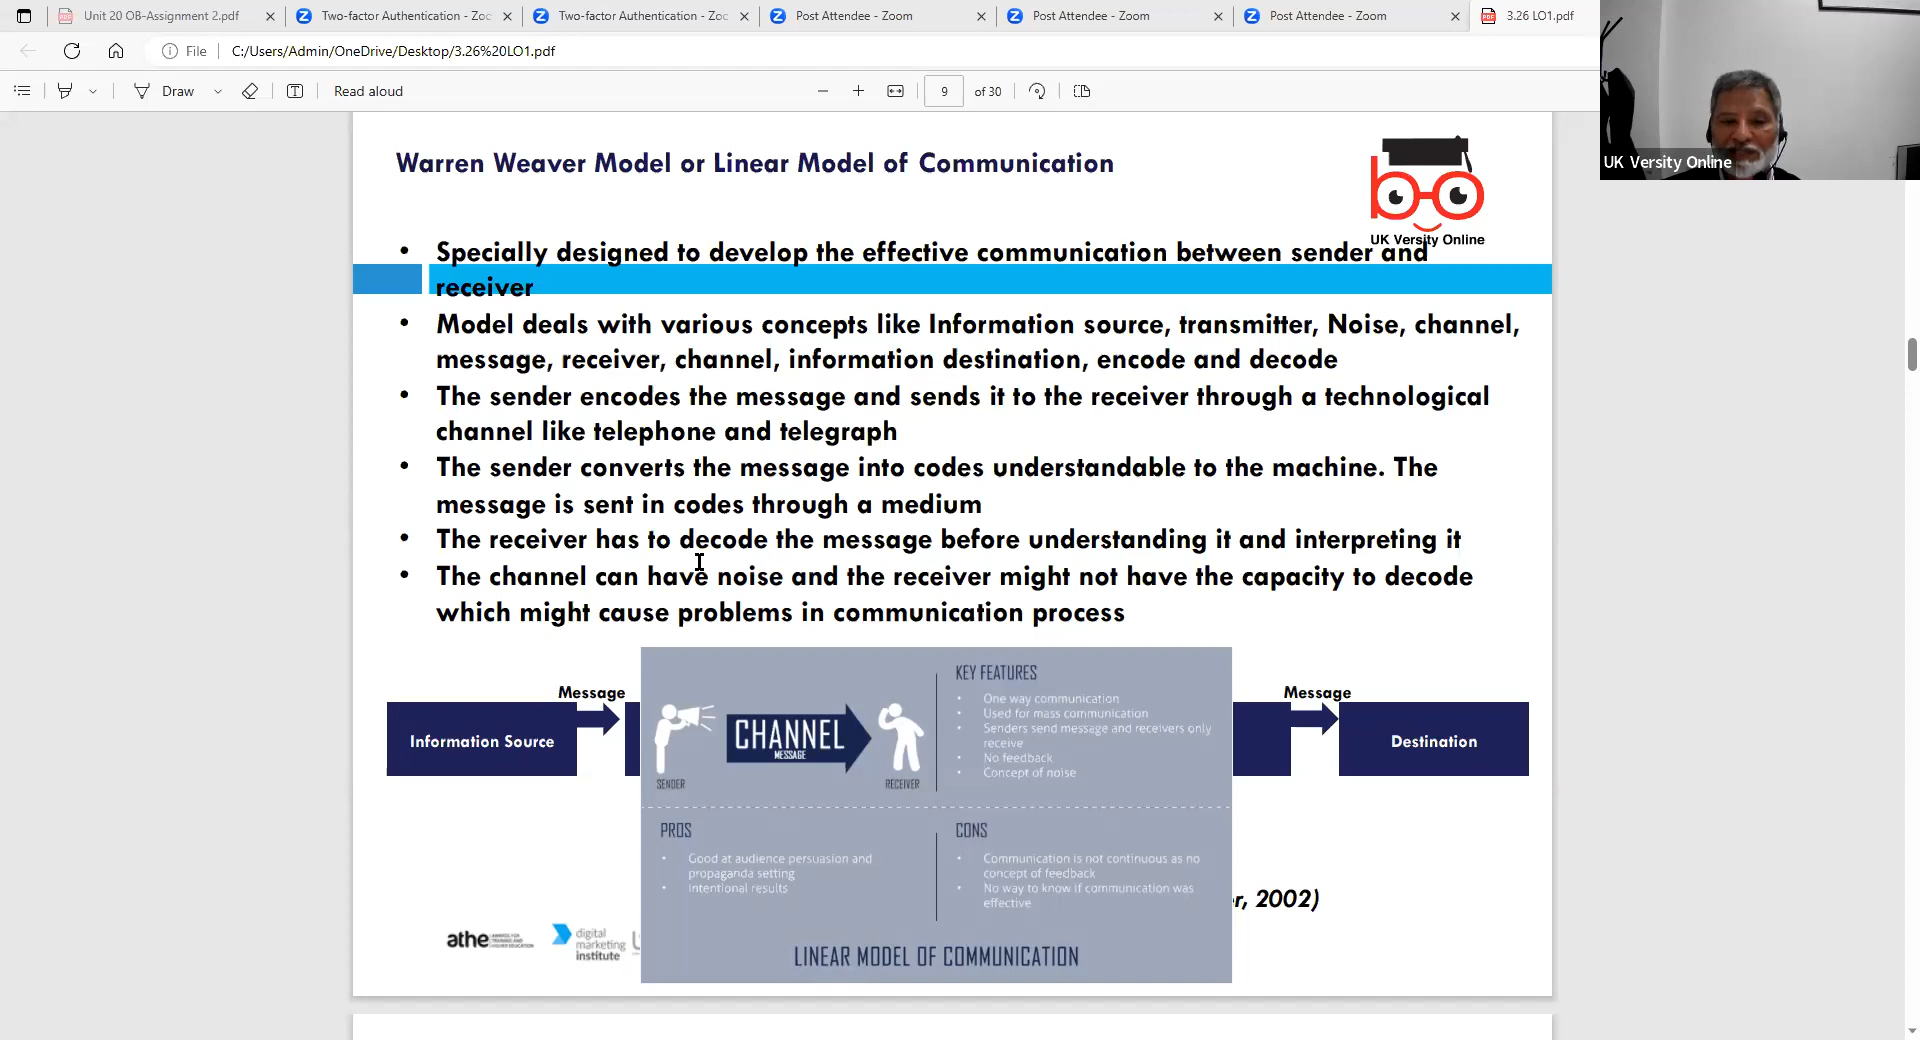 Unit 20 OB-Assignment 2.pdf
Two-factor Authentication - Zoo
Two-factor Authentication - Zoo
Post Attendee - Zoom
Post Attendee - Zoom
Post Attendee - Zoom
3.26 LO1.pdf
File
C:/Users/Admin/OneDrive/Desktop/3.26%20LO1.pdf
Draw
Read aloud
9
of 30
UK Versity Online
Warren Weaver Model or Linear Model of Communication
UK Versity Online
• Specially designed to develop the effective communication between sender and
receiver
• Model deals with various concepts like Information source, transmitter, Noise, channel,
message, receiver, channel, information destination, encode and decode
• The sender encodes the message and sends it to the receiver through a technological
channel like telephone and telegraph
• The sender converts the message into codes understandable to the machine. The
message is sent in codes through a medium
• The receiver has to decode the message before understanding it and interpreting it
• The channel can have noise and the receiver might not have the capacity to decode
which might cause problems in communication process
Message
Information Source
CHANNEL
MESSAGE
SENDER
RECEIVER
KEY FEATURES
• One way communication
• Used for mass communication
• Senders send message and receivers only
receive
• No feedback
• Concept of noise
PROS
• Good at audience persuasion and
propaganda setting
• Intentional results
CONS
• Communication is not continuous as no
concept of feedback
• No way to know if communication was
effective
LINEAR MODEL OF COMMUNICATION
Message
Destination
r, 2002)
athe
AWARDS FOR
TRAINING AND
HIGHER EDUCATION
digital
marketing
institute